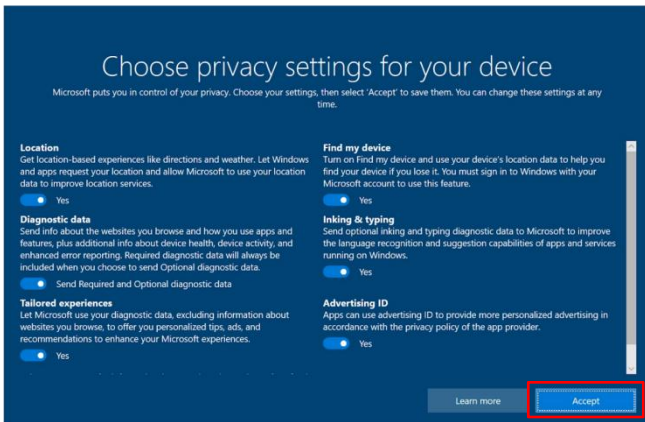 Choose privacy settings for your device
Microsoft puts you in control of your privacy. Choose your settings, then select 'Accept' to save them. You can change these settings at any
time.
Location
Get location-based experiences like directions and weather. Let Windows
and apps request your location and allow Microsoft to use your location
data to improve location services.
Yes
Diagnostic data
Send info about the websites you browse and how you use apps and
features, plus additional info about device health, device activity, and
enhanced error reporting. Required diagnostic data will always be
included when you choose to send Optional diagnostic data.
Send Required and Optional diagnostic data
Tailored experiences
Let Microsoft use your diagnostic data, excluding information about
websites you browse, to offer you personalized tips, ads, and
recommendations to enhance your Microsoft experiences.
Yes
Find my device
Turn on Find my device and use your device's location data to help you
find your device if you lose it. You must sign in to Windows with your
Microsoft account to use this feature.
Yes
Inking & typing
Send optional inking and typing diagnostic data to Microsoft to improve
the language recognition and suggestion capabilities of apps and services
running on Windows.
Yes
Advertising ID
Apps can use advertising ID to provide more personalized advertising in
accordance with the privacy policy of the app provider.
Yes
Learn more
Accept